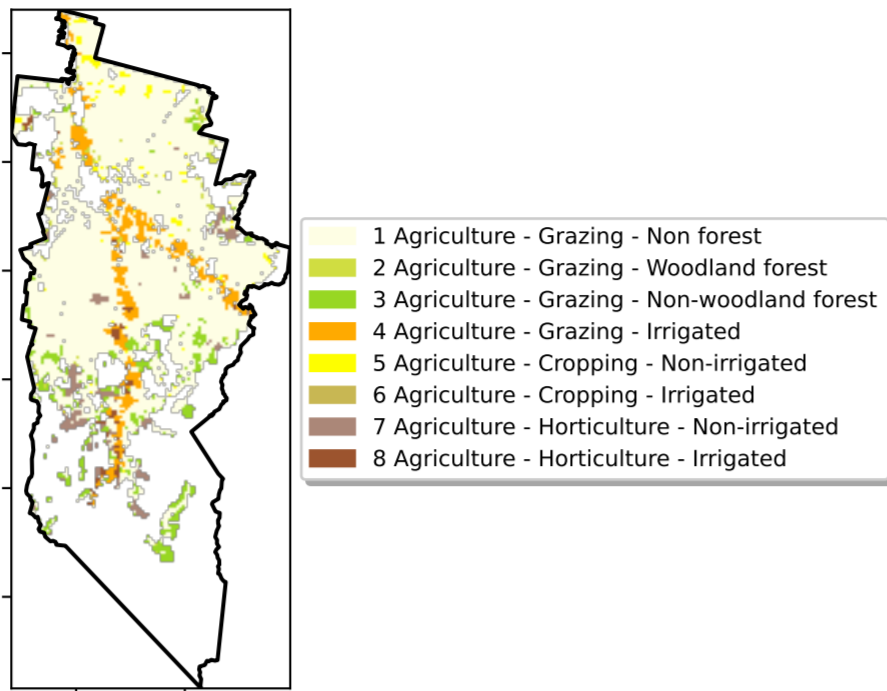 1 Agriculture - Grazing - Non forest
2 Agriculture - Grazing - Woodland forest
3 Agriculture - Grazing - Non-woodland forest
4 Agriculture - Grazing - Irrigated
5 Agriculture - Cropping - Non-irrigated
6 Agriculture - Cropping - Irrigated
7 Agriculture - Horticulture - Non-irrigated
8 Agriculture - Horticulture - Irrigated